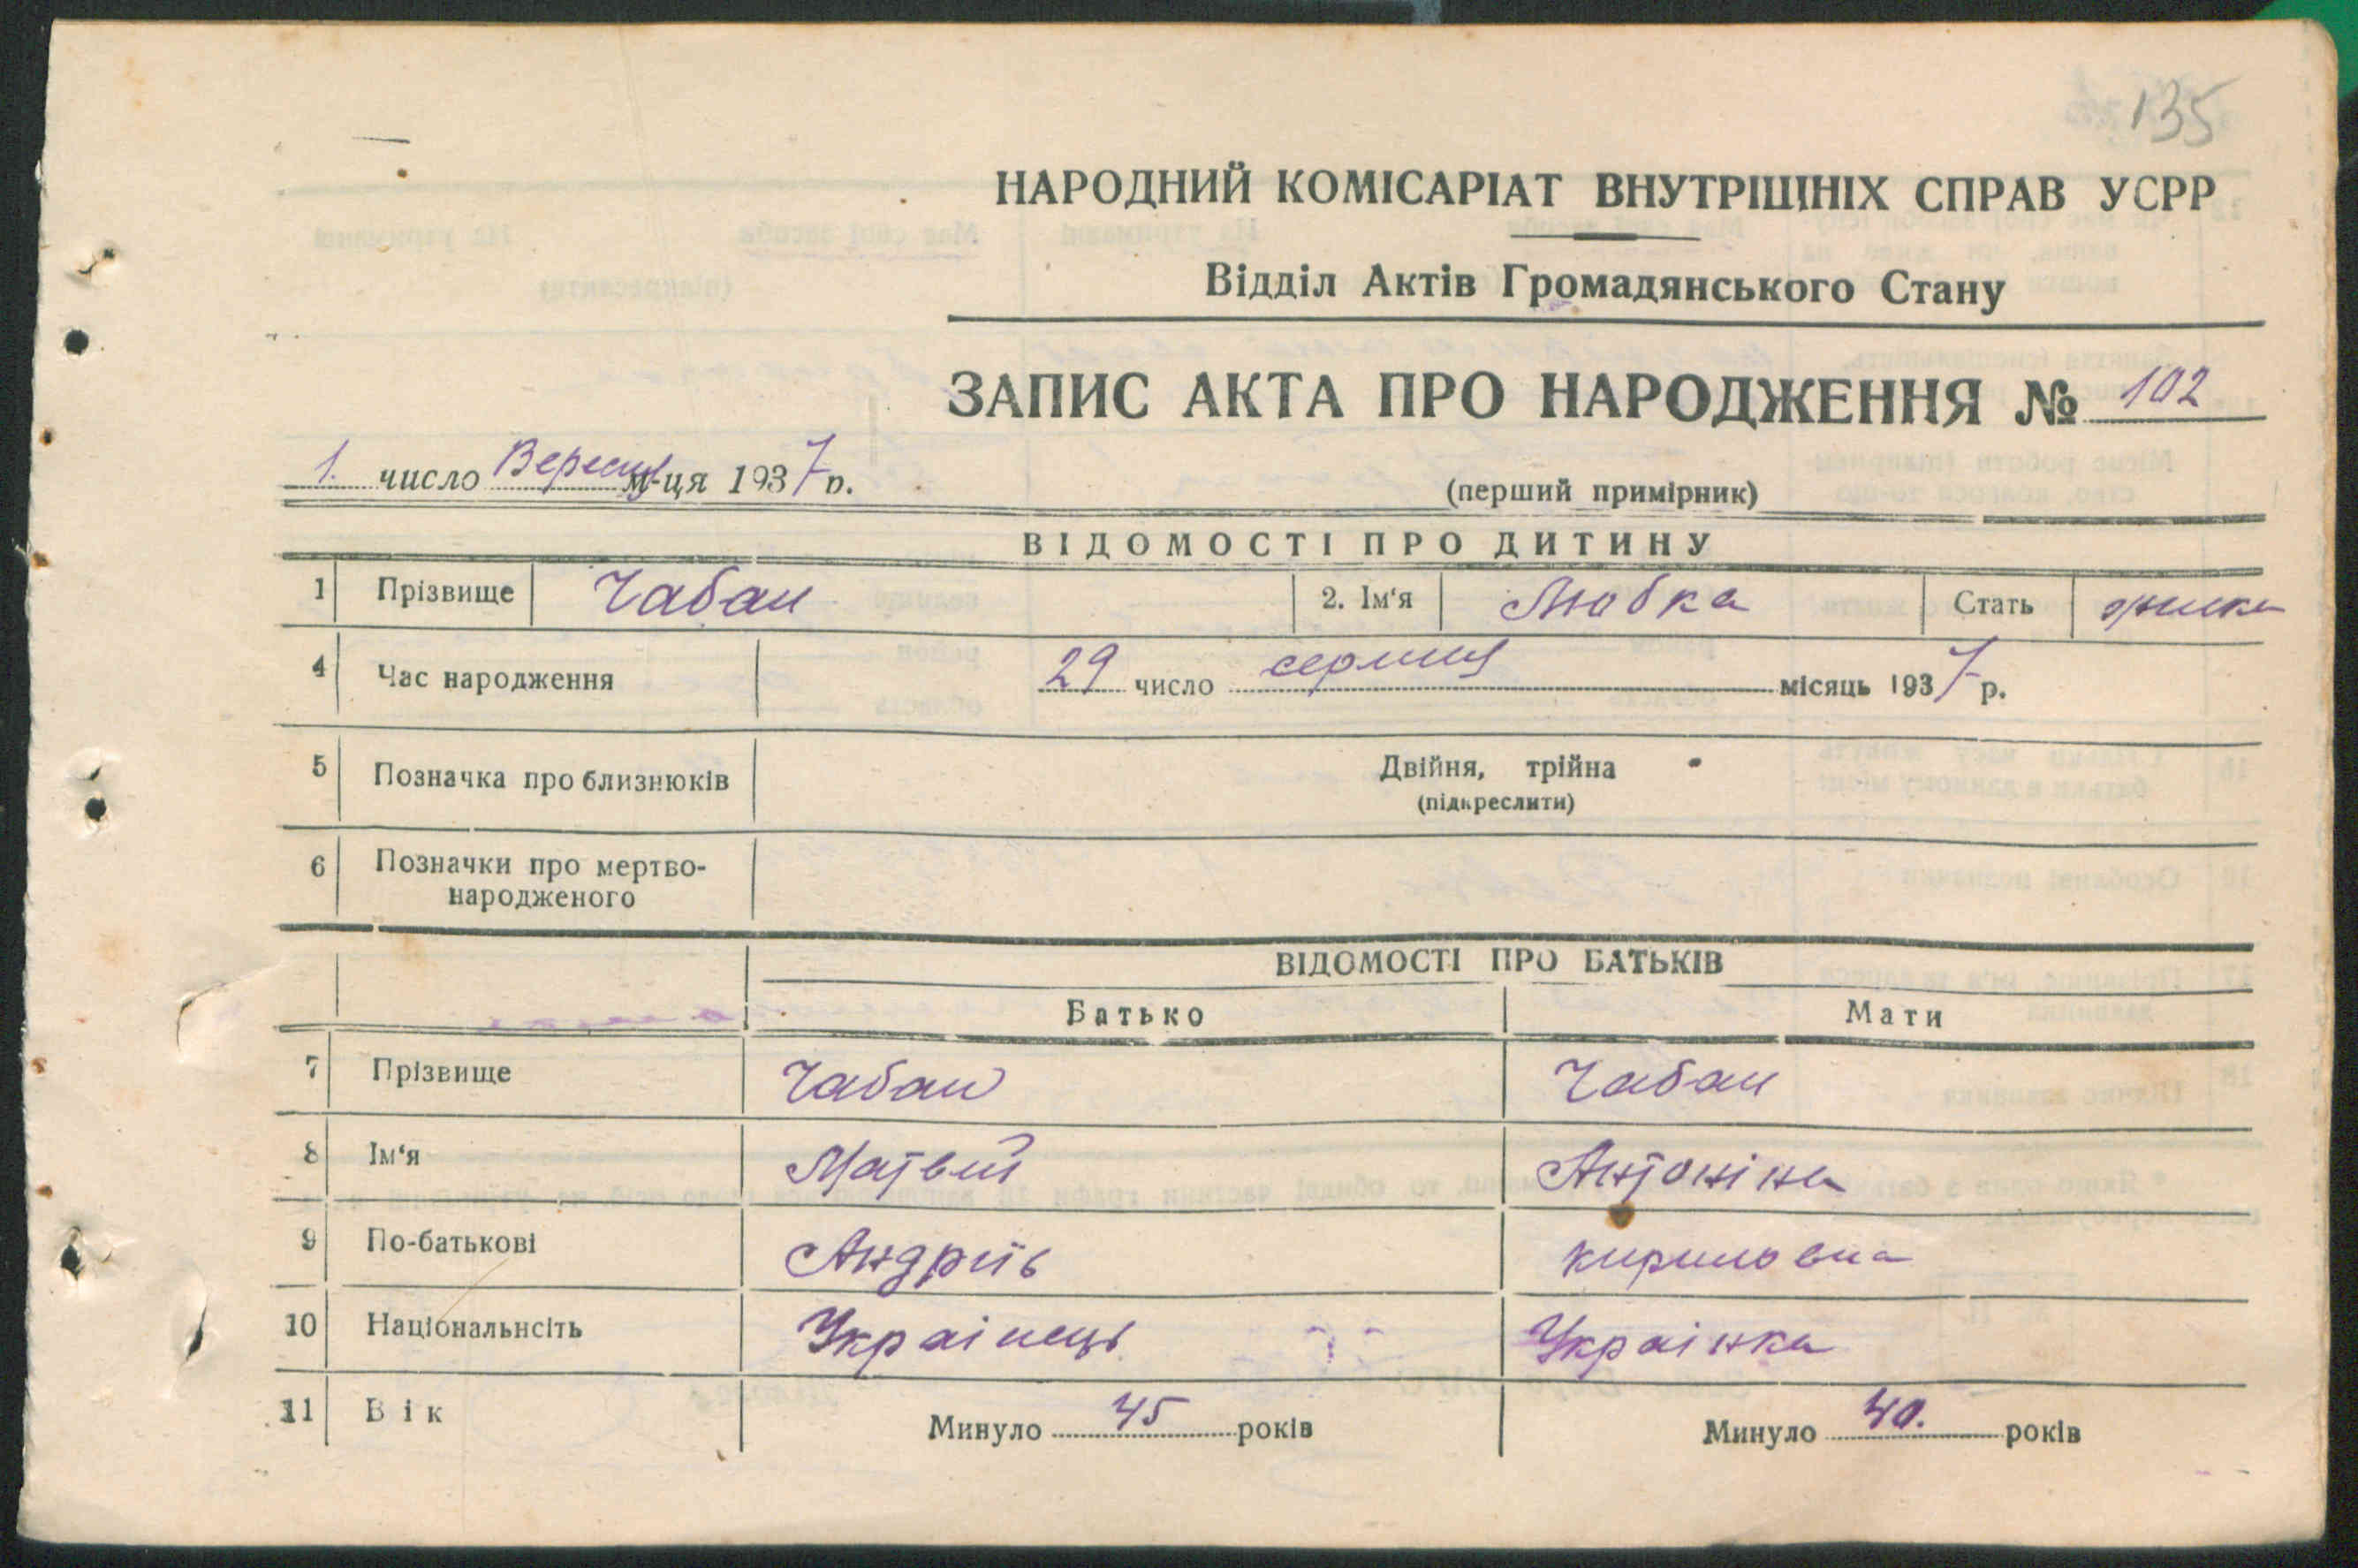 135
НАРОДНИЙ КОМІСАРІАТ ВНУТРІШНІХ СПРАВ УСРР
Відділ Актів Громадянського Стану
ЗАПИС АКТА ПРО НАРОДЖЕННЯ № 102
1. число Вересня м-ця 1937 р.
(перший примірник)
ВІДОМОСТІ ПРО ДИТИНУ
1 Прізвище Чабан 2. Ім‘я Любка Стать жіноч
4 Час народження 29 число серпня місяць 1937 р.
5 Позначка про близнюків Двійня, трійна
(підкреслити)
6 Позначки про мертво-
народженого
ВІДОМОСТІ ПРО БАТЬКІВ
Батько Мати
7 Прізвище Чабан Чабан
8 Ім‘я Матвій Антоніна
9 По-батькові Андріїв Кириловна
10 Національнсіть Українець Українка
11 Вік Минуло 45 років Минуло 40. років